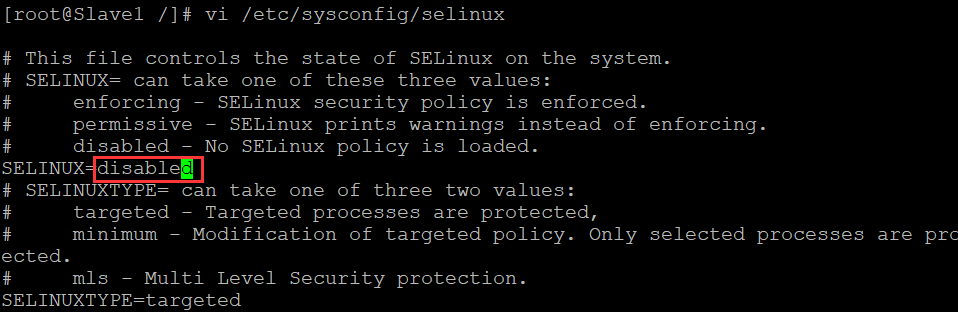 [root@Slave1 /]# vi /etc/sysconfig/selinux
# This file controls the state of SELinux on the system.
# SELINUX= can take one of these three values:
#     enforcing - SELinux security policy is enforced.
#     permissive - SELinux prints warnings instead of enforcing.
#     disabled - No SELinux policy is loaded.
SELINUX=disabled
# SELINUXTYPE= can take one of three two values:
#     targeted - Targeted processes are protected,
#     minimum - Modification of targeted policy. Only selected processes are pro
ected.
#     mls - Multi Level Security protection.
SELINUXTYPE=targeted